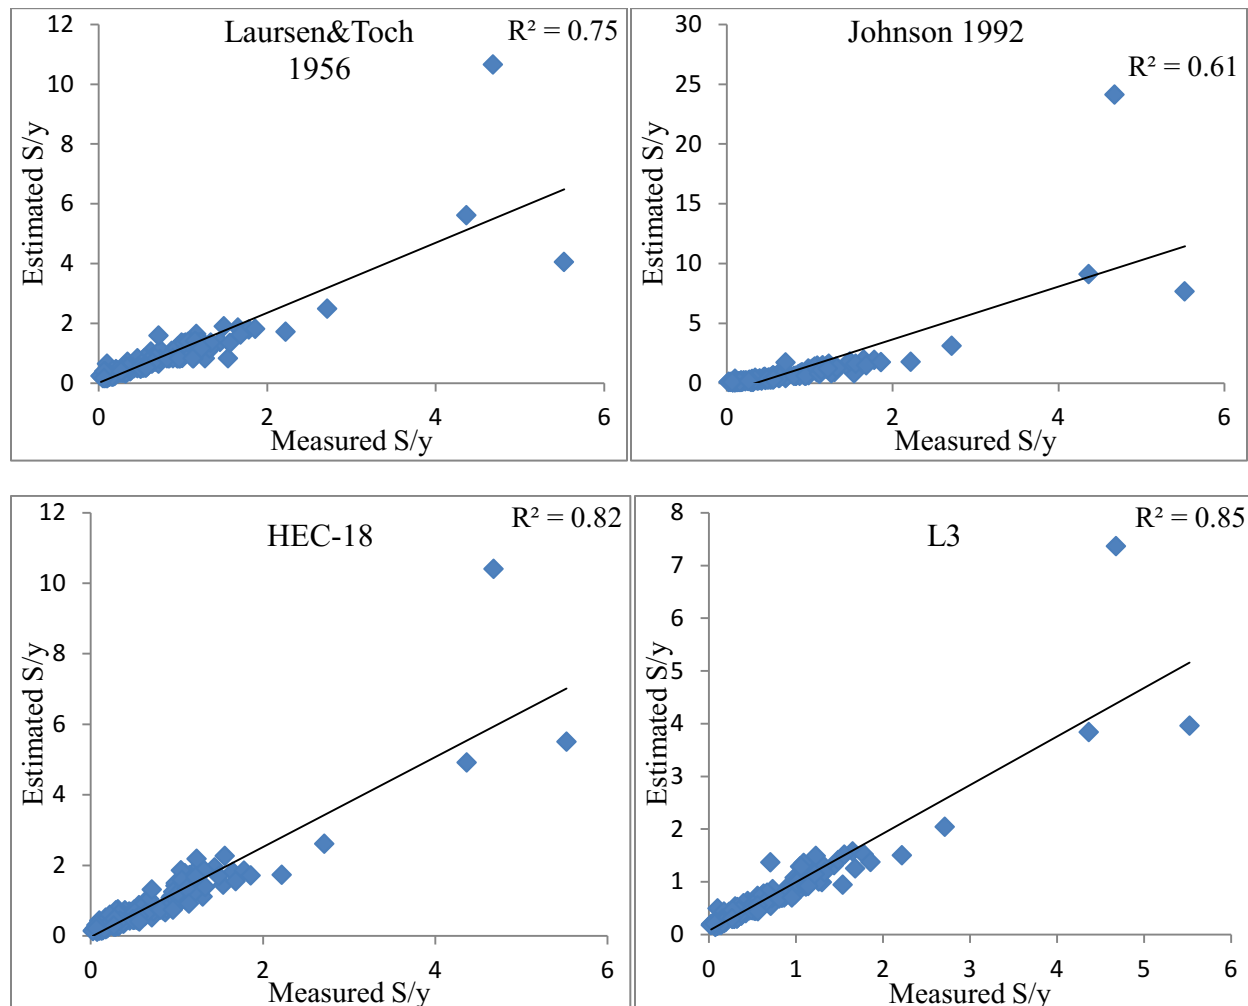 Laursen&Toch
1956
R² = 0.75
Estimated S/y
12
10
8
6
4
2
0
0 2 4 6
Measured S/y
Johnson 1992
R² = 0.61
Estimated S/y
30
25
20
15
10
5
0
0 2 4 6
Measured S/y
HEC-18
R² = 0.82
Estimated S/y
12
10
8
6
4
2
0
0 2 4 6
Measured S/y
L3
R² = 0.85
Estimated S/y
8
7
6
5
4
3
2
1
0
0 1 2 3 4 5 6
Measured S/y